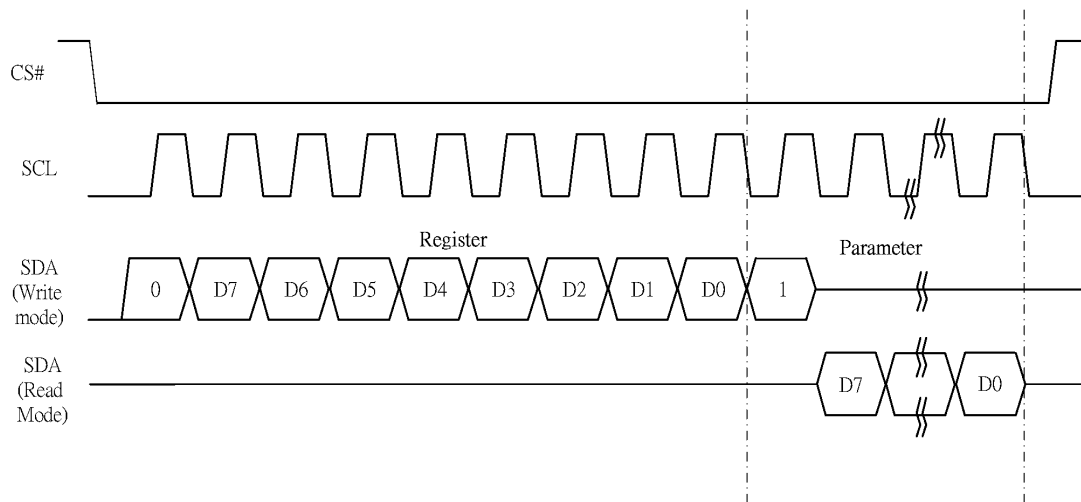 CS#
SCL
Register
Parameter
SDA
(Write
mode)
0 D7 D6 D5 D4 D3 D2 D1 D0 1
SDA
(Read
Mode)
D7 D0